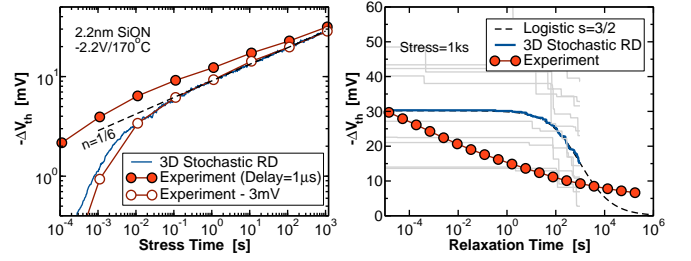 2.2nm SiON
-2.2V/170°C
n=1/6
3D Stochastic RD
Experiment (Delay=1µs)
Experiment - 3mV
-ΔVth [mV]
10^1
10^0
10^-4 10^-3 10^-2 10^-1 10^0 10^1 10^2 10^3
Stress Time [s]
Stress=1ks
Logistic s=3/2
3D Stochastic RD
Experiment
-ΔVth [mV]
60
50
40
30
20
10
0
10^-4 10^-2 10^0 10^2 10^4 10^6
Relaxation Time [s]